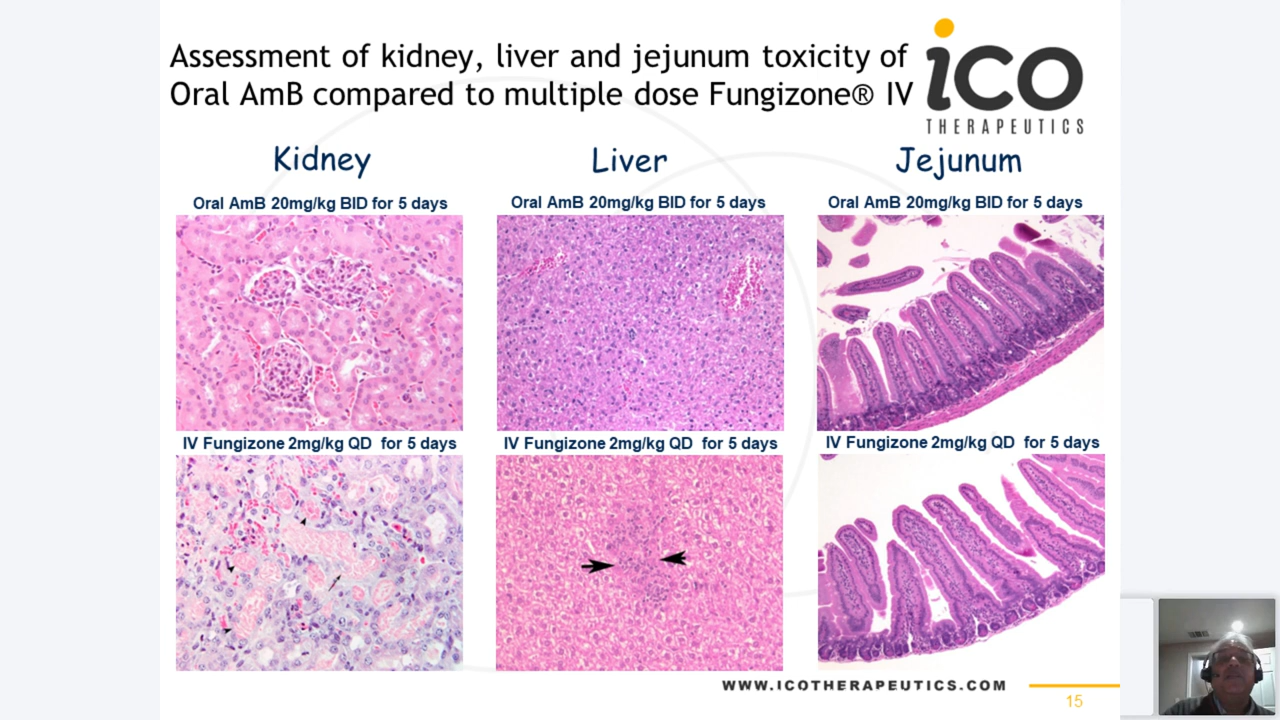 Assessment of kidney, liver and jejunum toxicity of
Oral AmB compared to multiple dose Fungizone® IV
ico
THERAPEUTICS
Kidney
Liver
Jejunum
Oral AmB 20mg/kg BID for 5 days
Oral AmB 20mg/kg BID for 5 days
Oral AmB 20mg/kg BID for 5 days
IV Fungizone 2mg/kg QD for 5 days
IV Fungizone 2mg/kg QD for 5 days
IV Fungizone 2mg/kg QD for 5 days
WWW.ICOTHERAPEUTICS.COM
15